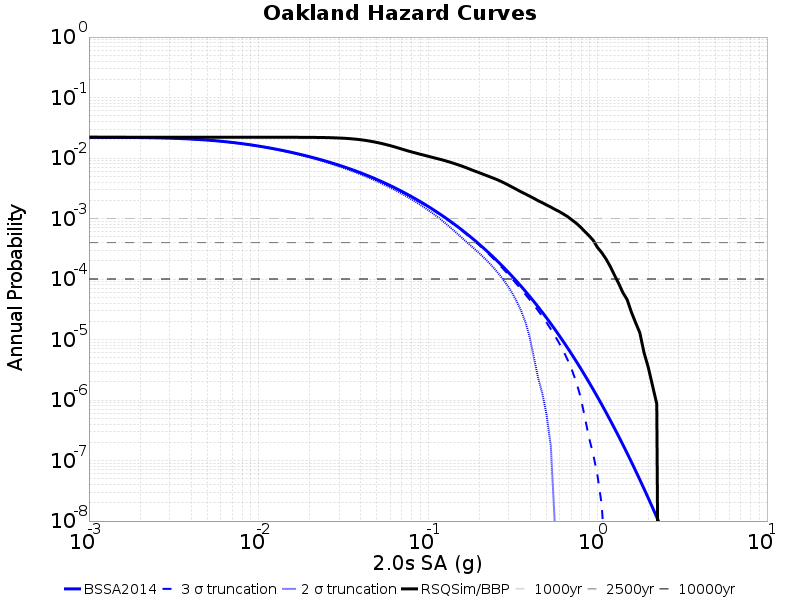 Oakland Hazard Curves
10^0
10^-1
10^-2
10^-3
10^-4
10^-5
10^-6
10^-7
10^-8
Annual Probability
10^-3 10^-2 10^-1 10^0 10^1
2.0s SA (g)
BSSA2014 3 σ truncation 2 σ truncation RSQSim/BBP 1000yr 2500yr 10000yr